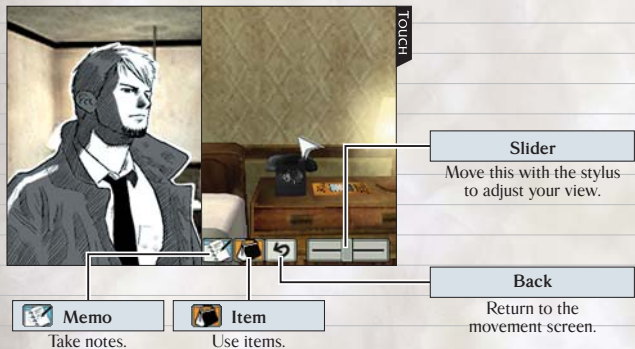 TOUCH
Slider
Move this with the stylus
to adjust your view.
Back
Return to the
movement screen.
Memo
Take notes.
Item
Use items.